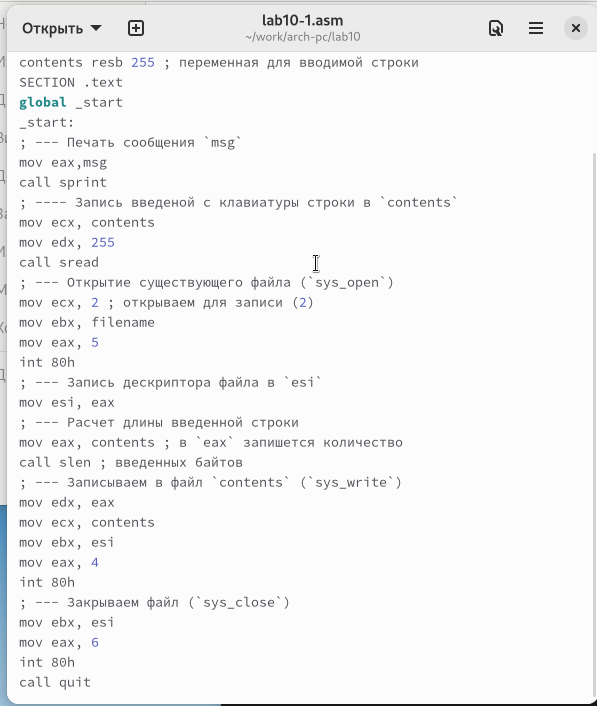 Открыть
lab10-1.asm
~/work/arch-pc/lab10
contents resb 255 ; переменная для вводимой строки
SECTION .text
global _start
_start:
; --- Печать сообщения `msg`
mov eax,msg
call sprint
; ---- Запись введеной с клавиатуры строки в `contents`
mov ecx, contents
mov edx, 255
call sread
; --- Открытие существующего файла (`sys_open`)
mov ecx, 2 ; открываем для записи (2)
mov ebx, filename
mov eax, 5
int 80h
; --- Запись дескриптора файла в `esi`
mov esi, eax
; --- Расчет длины введенной строки
mov eax, contents ; в `eax` запишется количество
call slen ; введенных байтов
; --- Записываем в файл `contents` (`sys_write`)
mov edx, eax
mov ecx, contents
mov ebx, esi
mov eax, 4
int 80h
; --- Закрываем файл (`sys_close`)
mov ebx, esi
mov eax, 6
int 80h
call quit